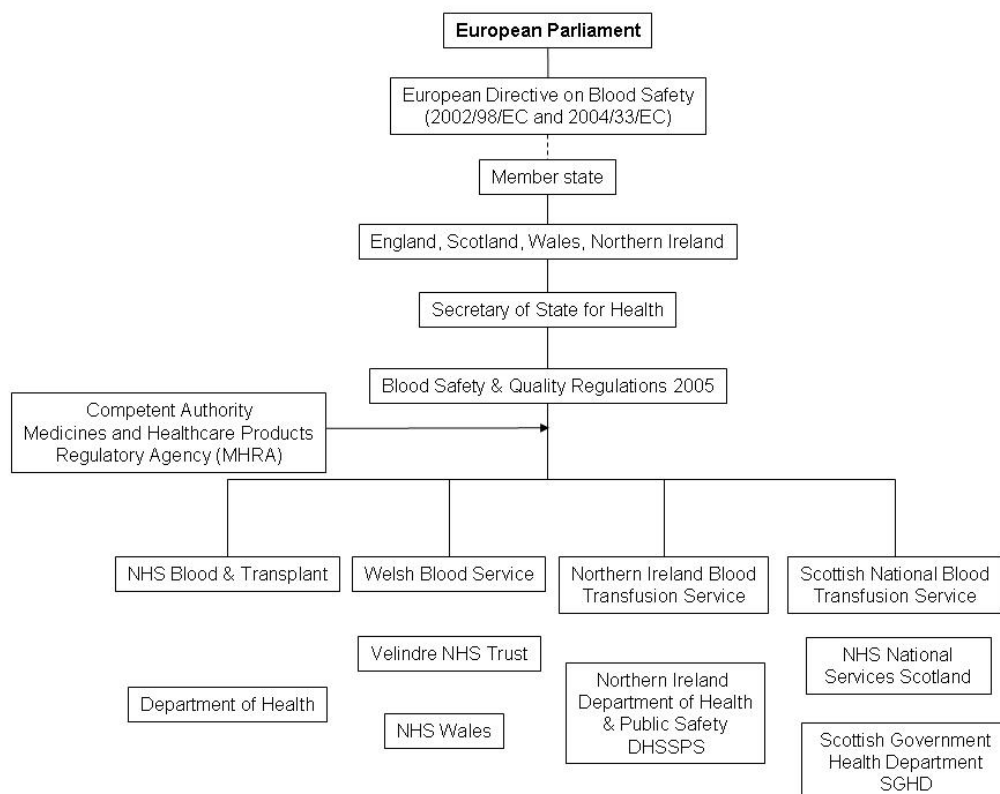 European Parliament
European Directive on Blood Safety
(2002/98/EC and 2004/33/EC)
Member state
England, Scotland, Wales, Northern Ireland
Secretary of State for Health
Blood Safety & Quality Regulations 2005
Competent Authority
Medicines and Healthcare Products
Regulatory Agency (MHRA)
NHS Blood & Transplant
Welsh Blood Service
Northern Ireland Blood
Transfusion Service
Scottish National Blood
Transfusion Service
Velindre NHS Trust
NHS National
Services Scotland
Department of Health
Northern Ireland
Department of Health
& Public Safety
DHSSPS
NHS Wales
Scottish Government
Health Department
SGHD